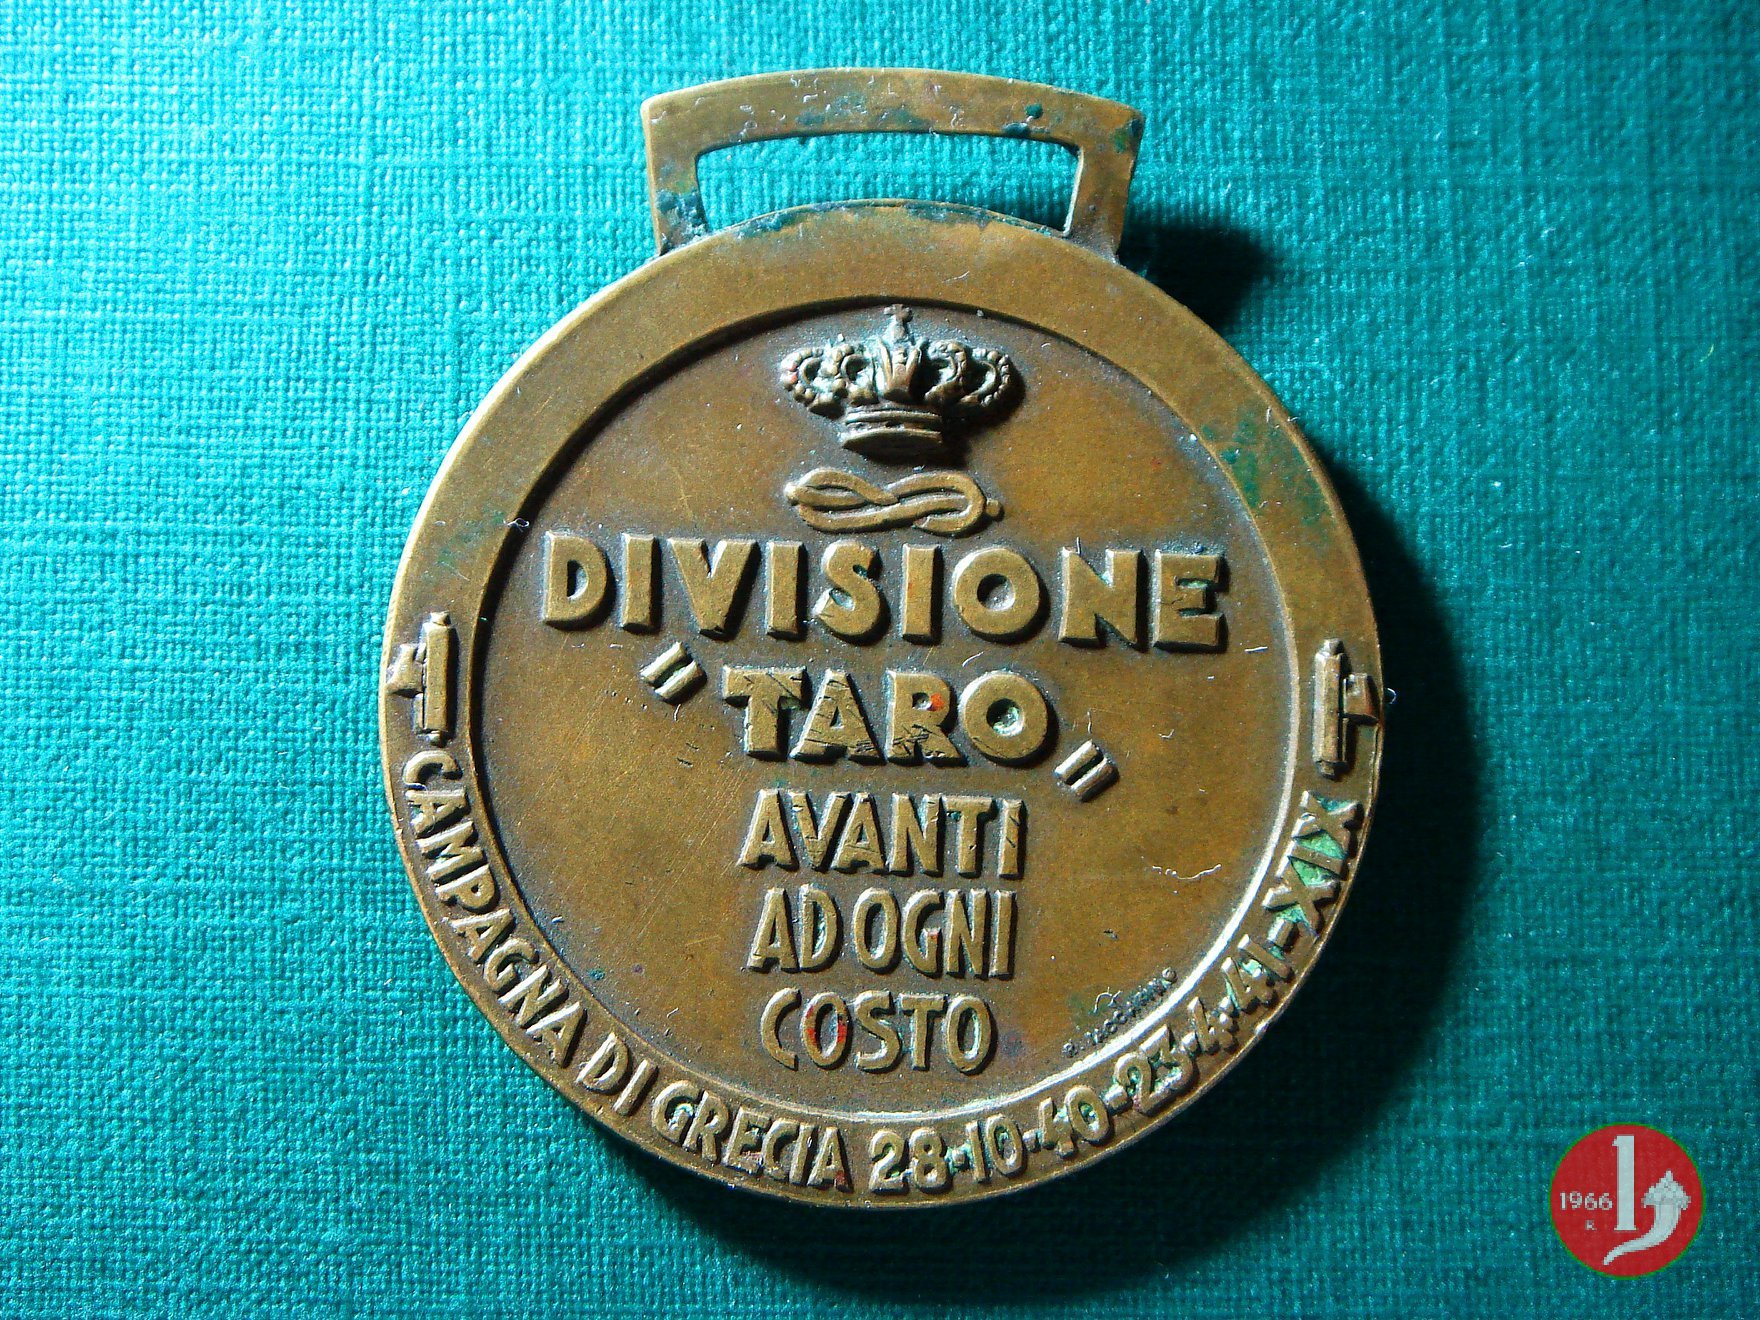 DIVISIONE
"TARO"
AVANTI
AD OGNI
COSTO
CAMPAGNA DI GRECIA 28-10-40-23-4-41-XIX
1966
R